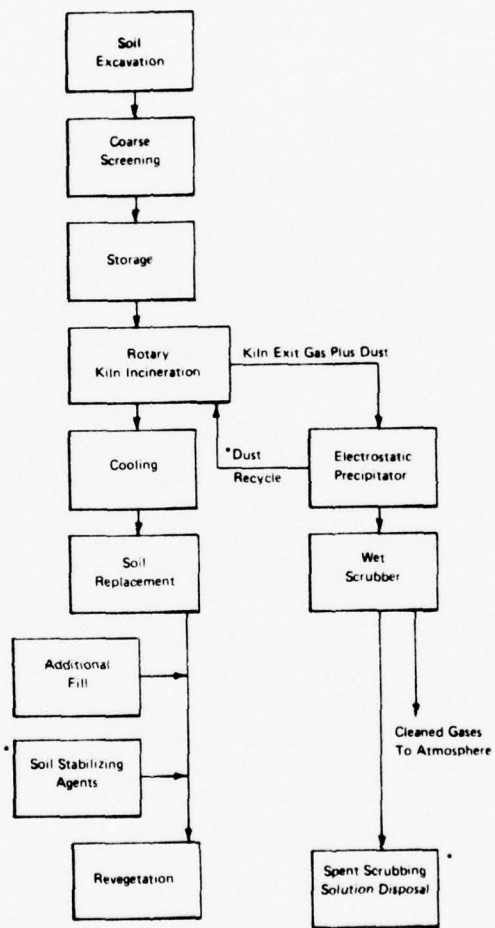 Soil
Excavation
Coarse
Screening
Storage
Rotary
Kiln Incineration
Kiln Exit Gas Plus Dust
*Dust
Recycle
Cooling
Electrostatic
Precipitator
Soil
Replacement
Wet
Scrubber
Additional
Fill
Cleaned Gases
To Atmosphere
*
Soil Stabilizing
Agents
Revegetation
Spent Scrubbing *
Solution Disposal